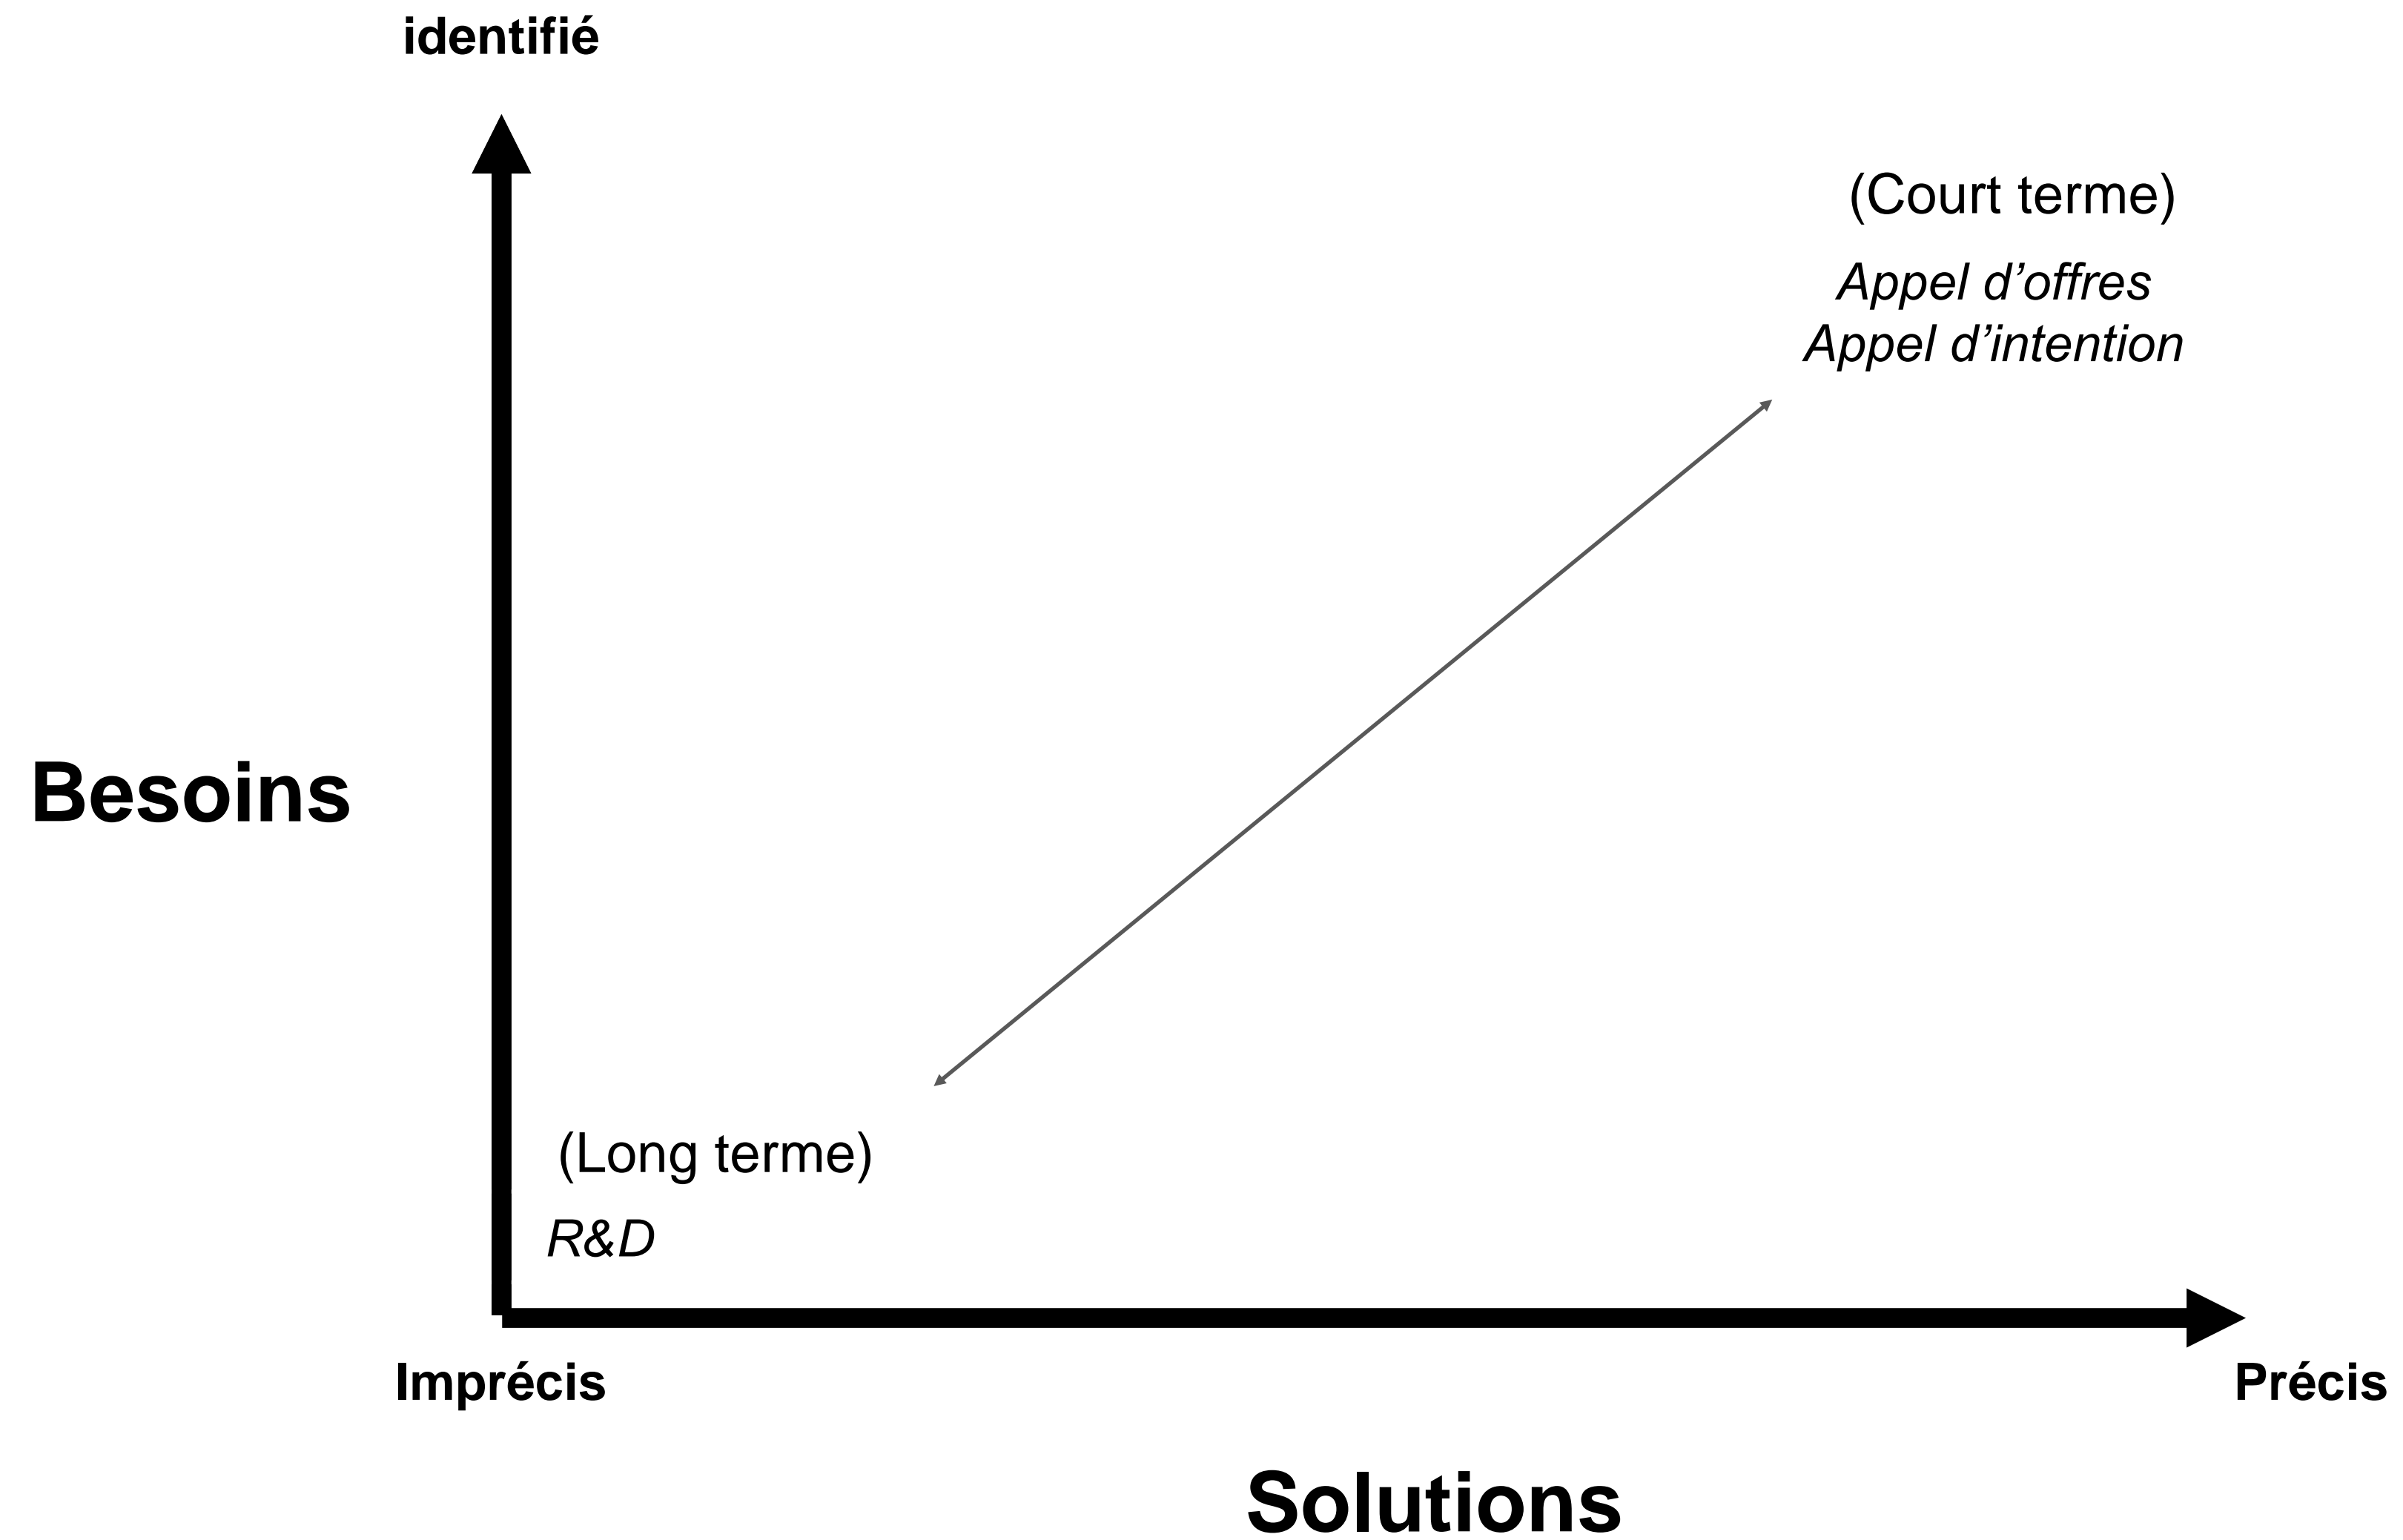 identifié
(Court terme)
Appel d’offres
Appel d’intention
Besoins
(Long terme)
R&D
Imprécis
Précis
Solutions